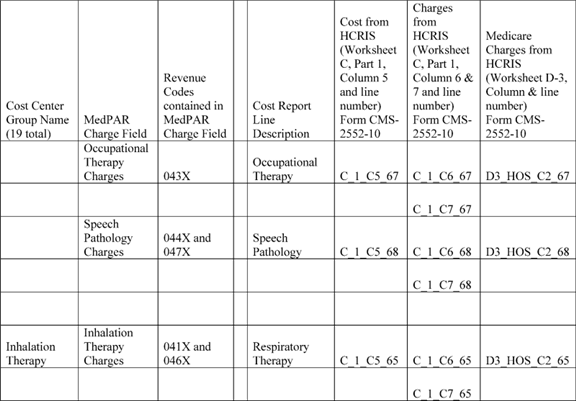 Cost Center
Group Name
(19 total)
MedPAR
Charge Field
Revenue
Codes
contained in
MedPAR
Charge Field
Cost Report
Line
Description
Cost from
HCRIS
(Worksheet
C, Part 1,
Column 5
and line
number)
Form CMS-
2552-10
Charges
from
HCRIS
(Worksheet
C, Part 1,
Column 6 &
7 and line
number)
Form CMS-
2552-10
Medicare
Charges from
HCRIS
(Worksheet D-3,
Column & line
number)
Form CMS-
2552-10
Occupational
Therapy
Charges
043X
Occupational
Therapy
C_1_C5_67
C_1_C6_67
D3_HOS_C2_67
C_1_C7_67
Speech
Pathology
Charges
044X and
047X
Speech
Pathology
C_1_C5_68
C_1_C6_68
D3_HOS_C2_68
C_1_C7_68
Inhalation
Therapy
Inhalation
Therapy
Charges
041X and
046X
Respiratory
Therapy
C_1_C5_65
C_1_C6_65
D3_HOS_C2_65
C_1_C7_65